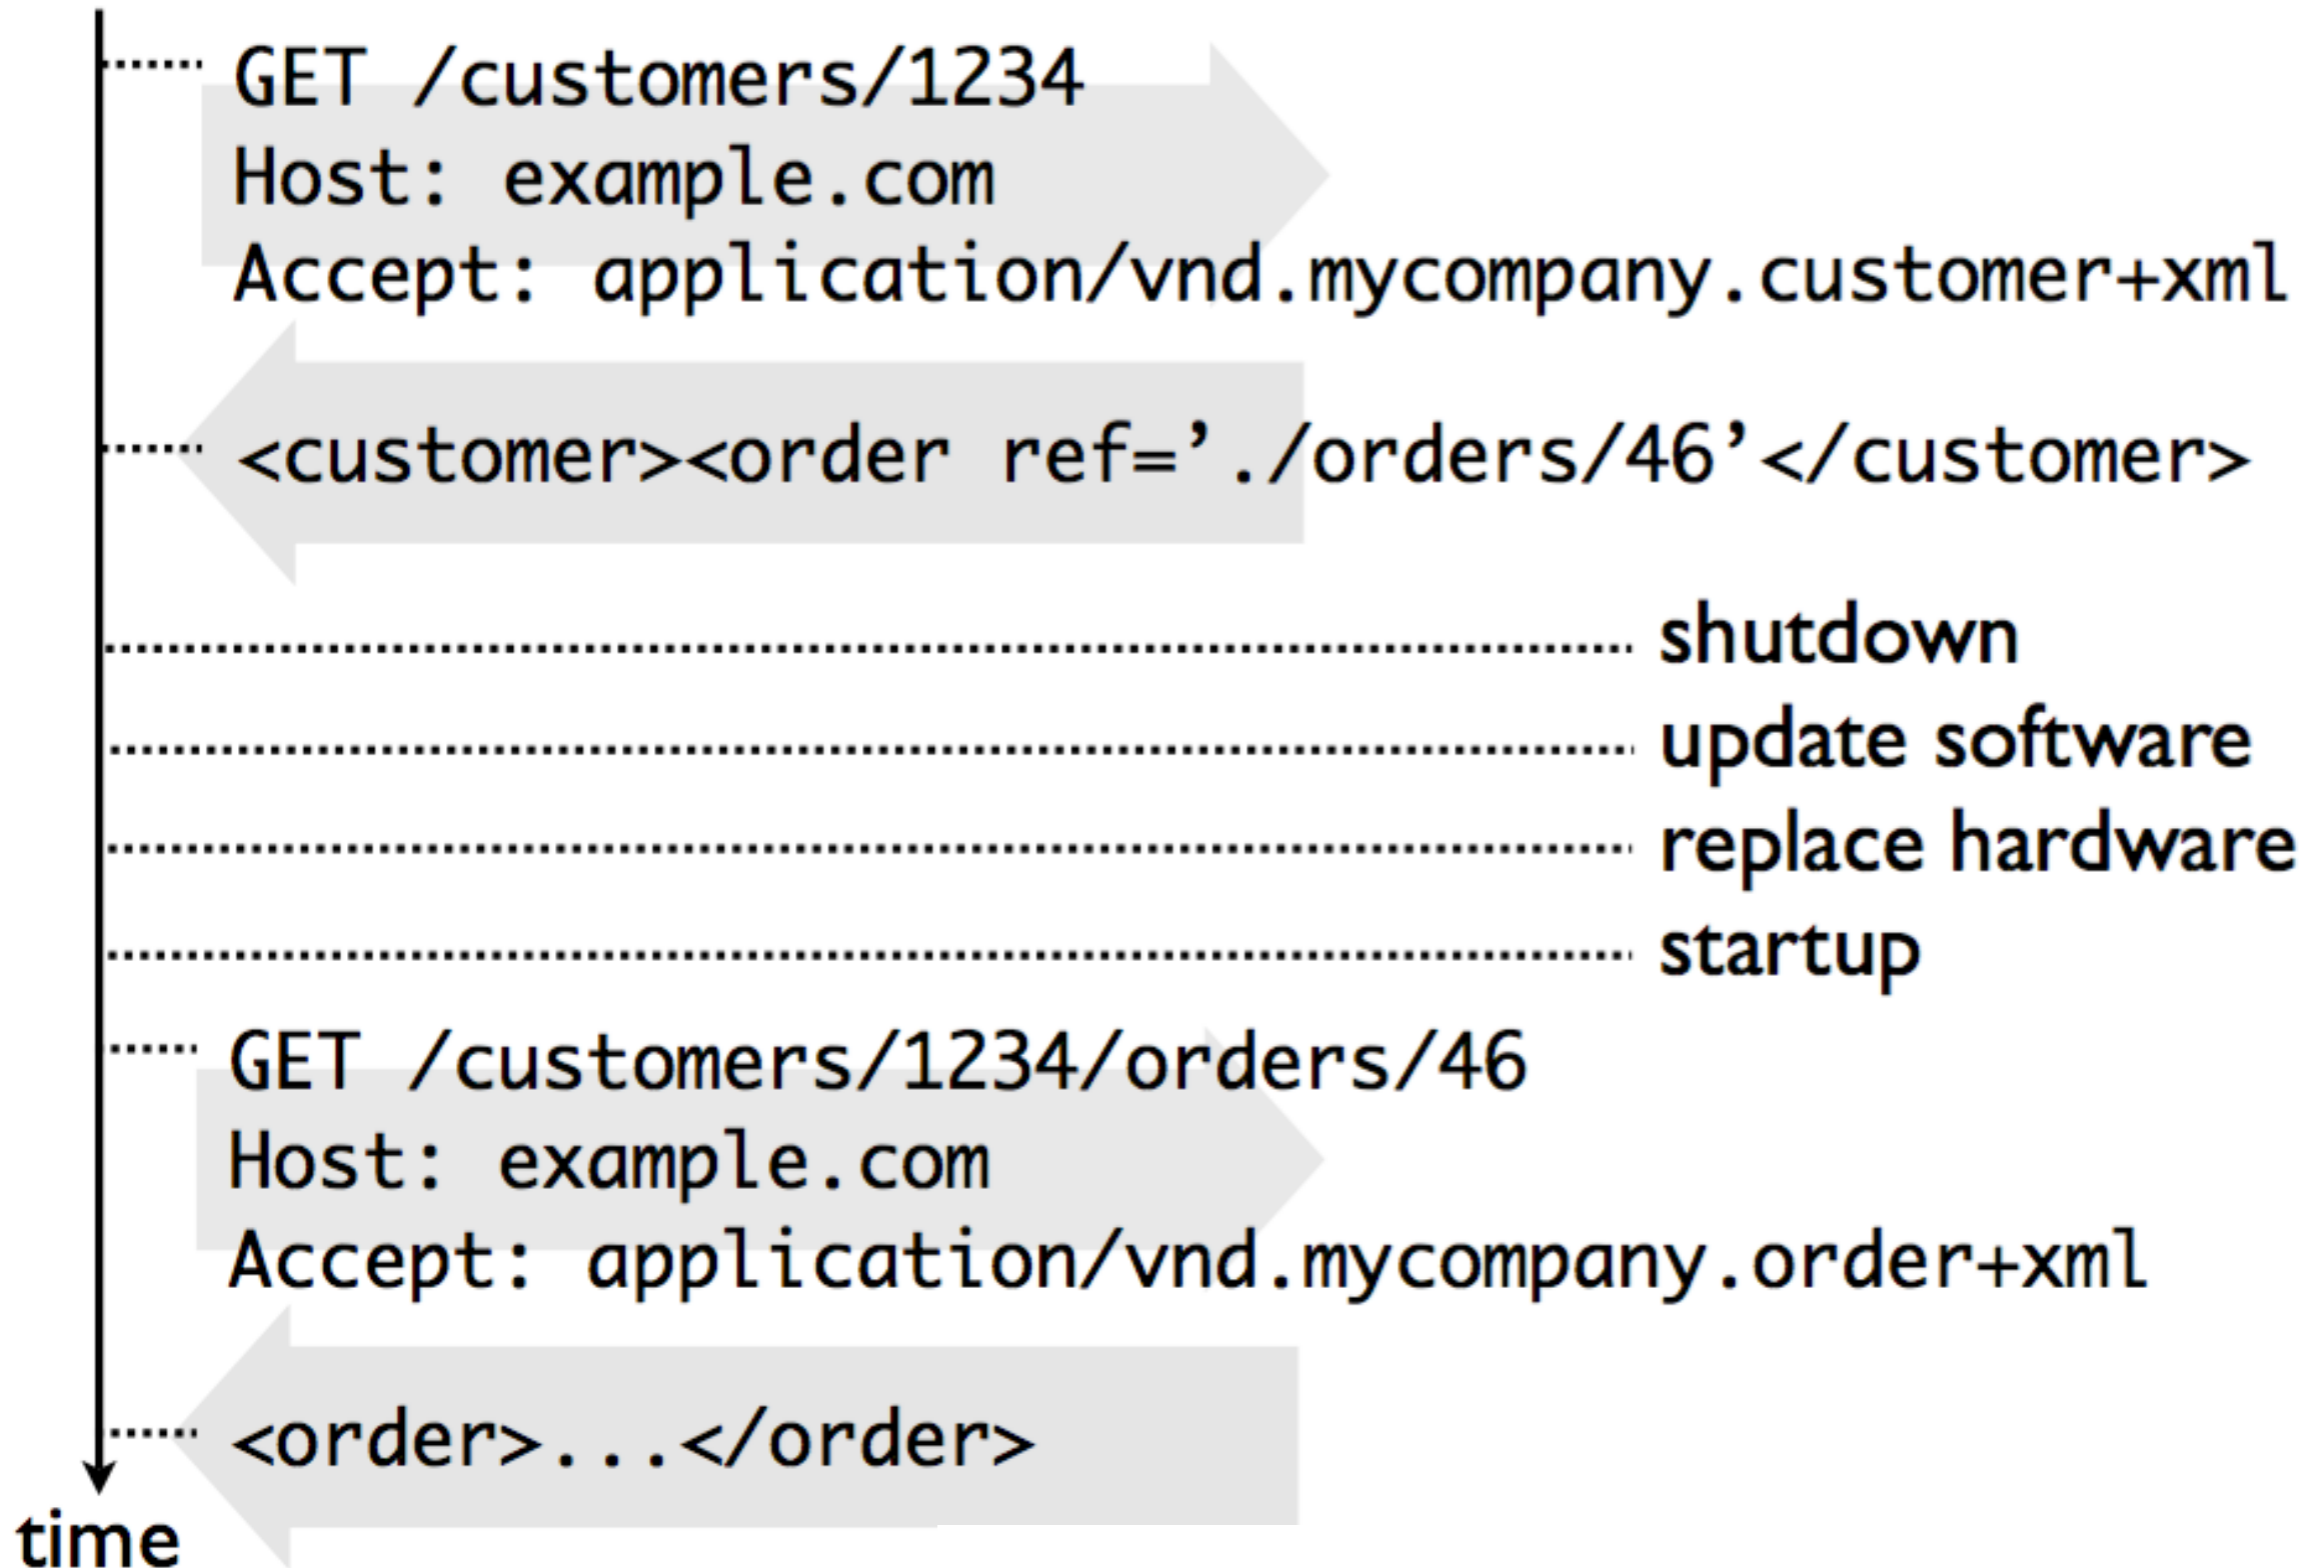 GET /customers/1234
Host: example.com
Accept: application/vnd.mycompany.customer+xml
<customer><order ref=’./orders/46’</customer>
shutdown
update software
replace hardware
startup
GET /customers/1234/orders/46
Host: example.com
Accept: application/vnd.mycompany.order+xml
<order>...</order>
time